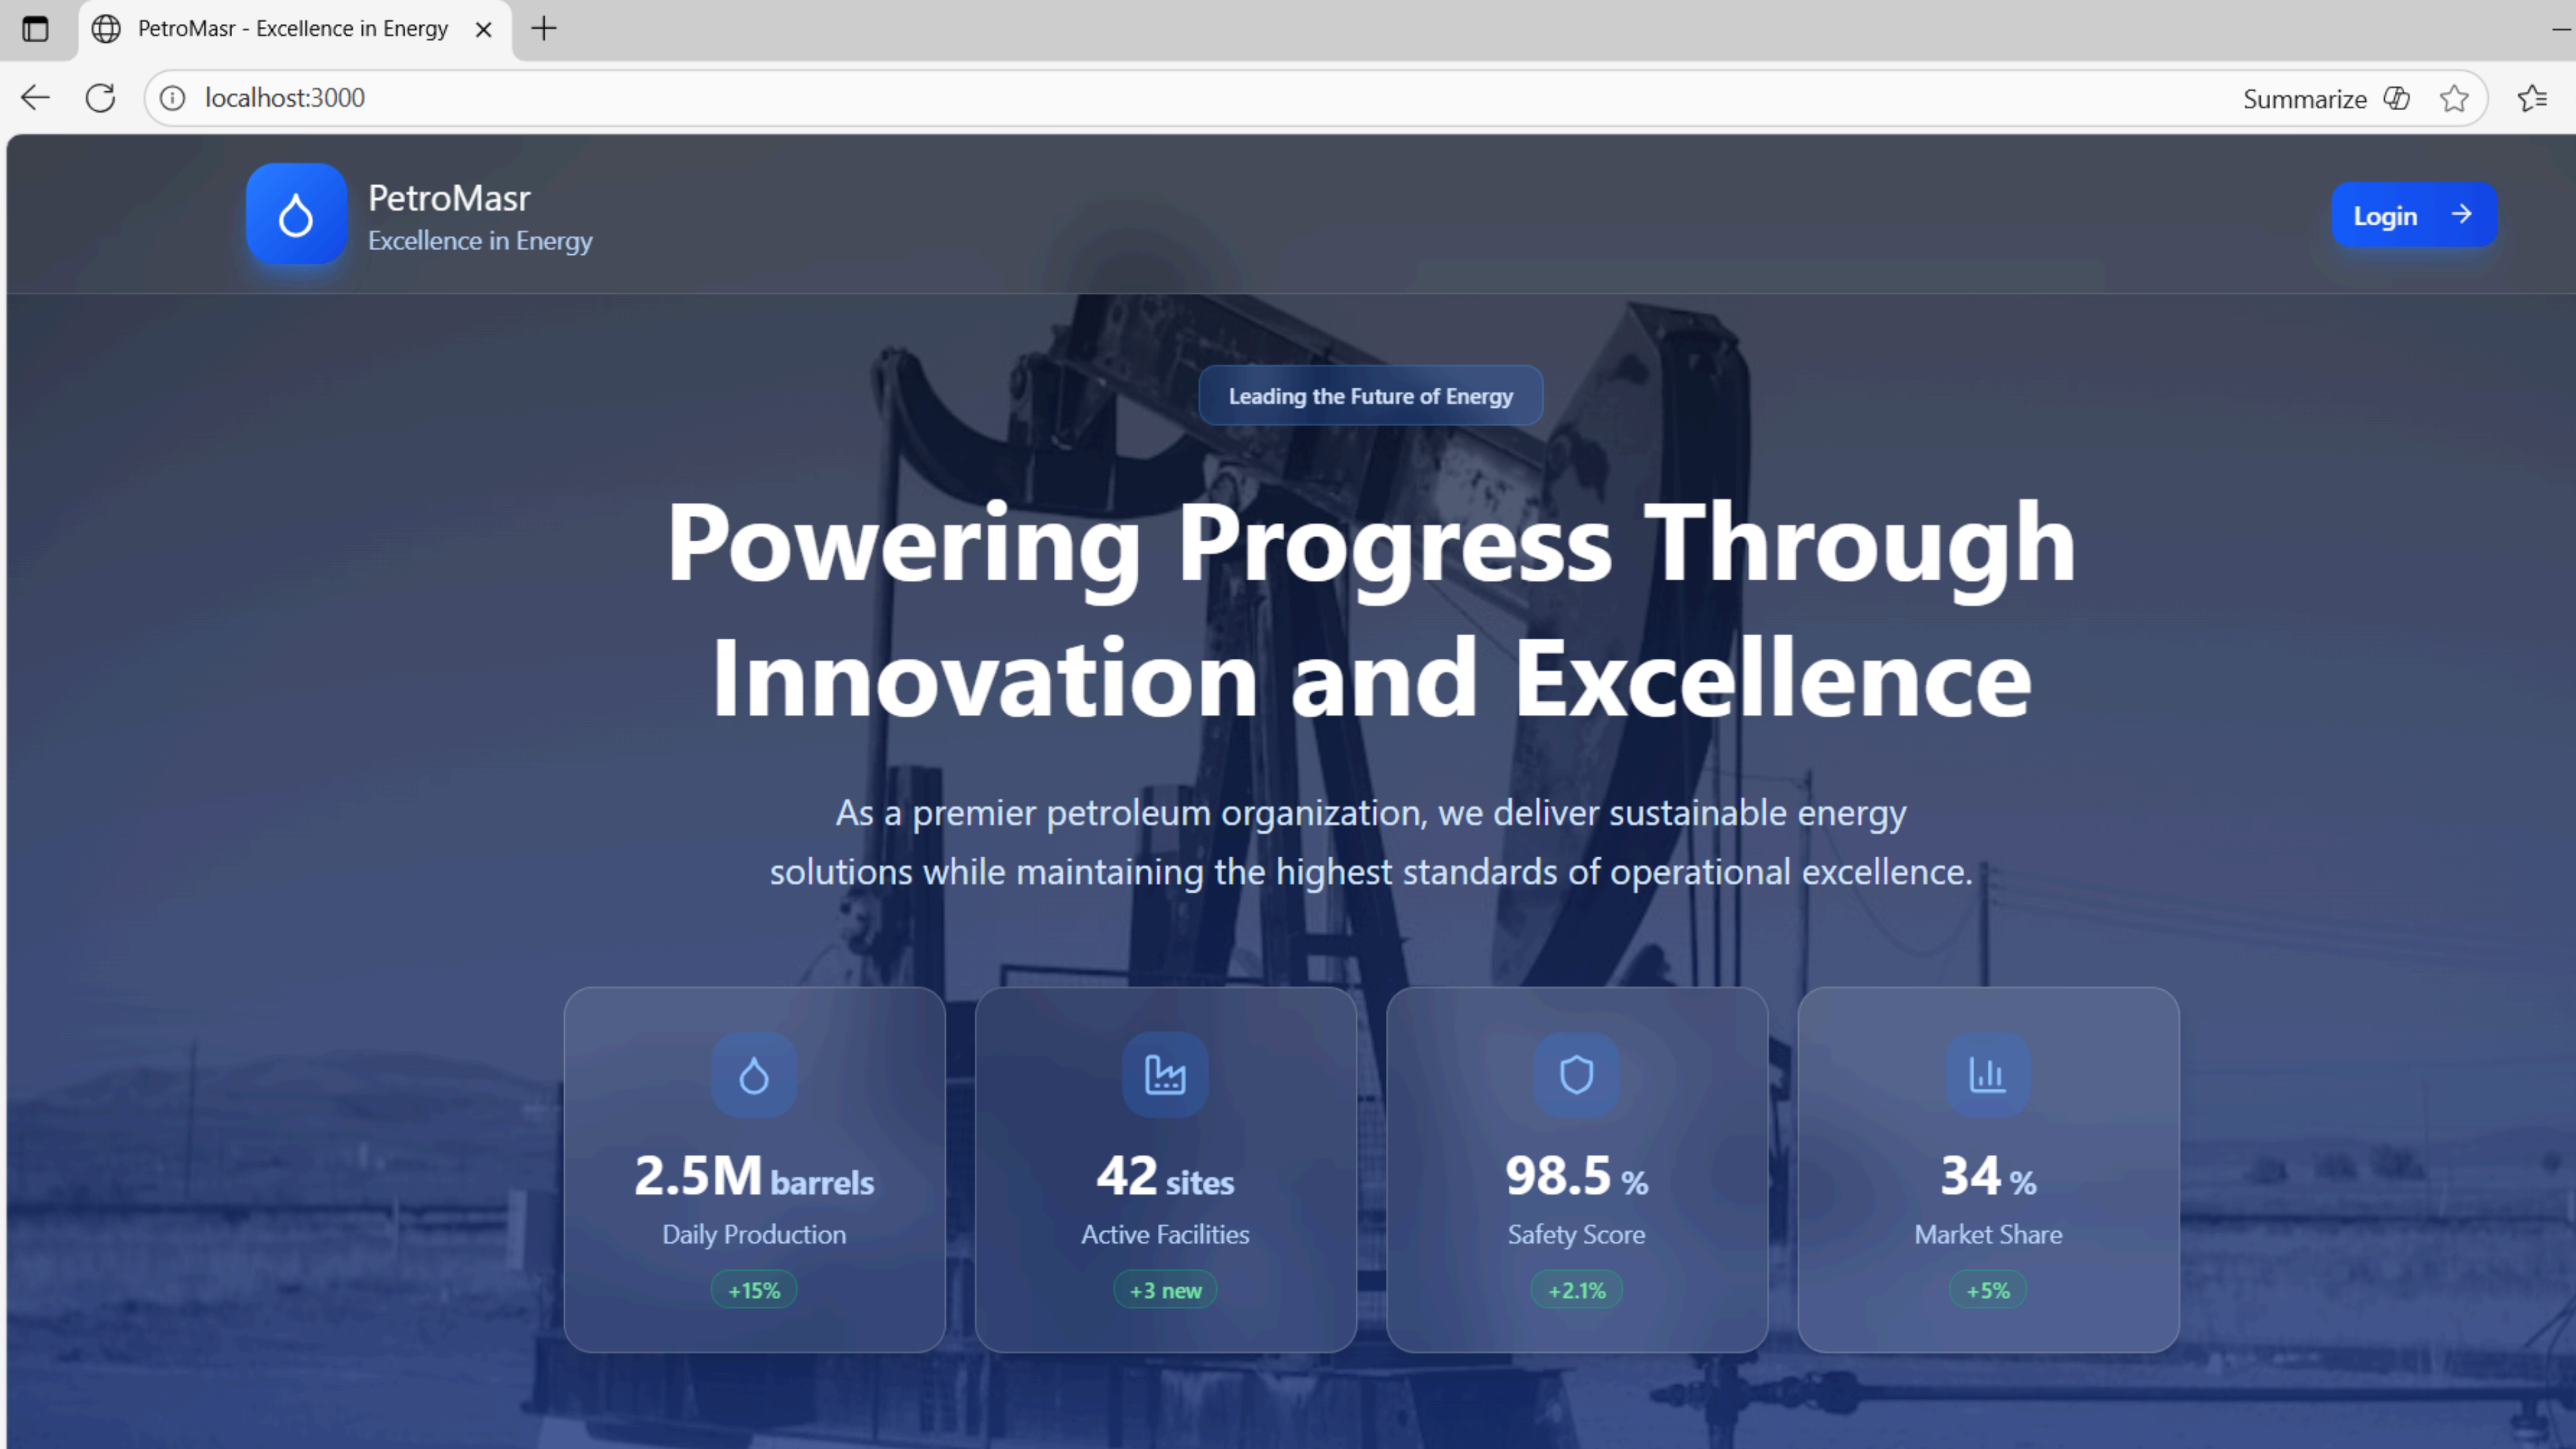 PetroMasr - Excellence in Energy
localhost:3000
Summarize
PetroMasr
Excellence in Energy
Login
Leading the Future of Energy
Powering Progress Through
Innovation and Excellence
As a premier petroleum organization, we deliver sustainable energy
solutions while maintaining the highest standards of operational excellence.
2.5M barrels
Daily Production
+15%
42 sites
Active Facilities
+3 new
98.5 %
Safety Score
+2.1%
34 %
Market Share
+5%